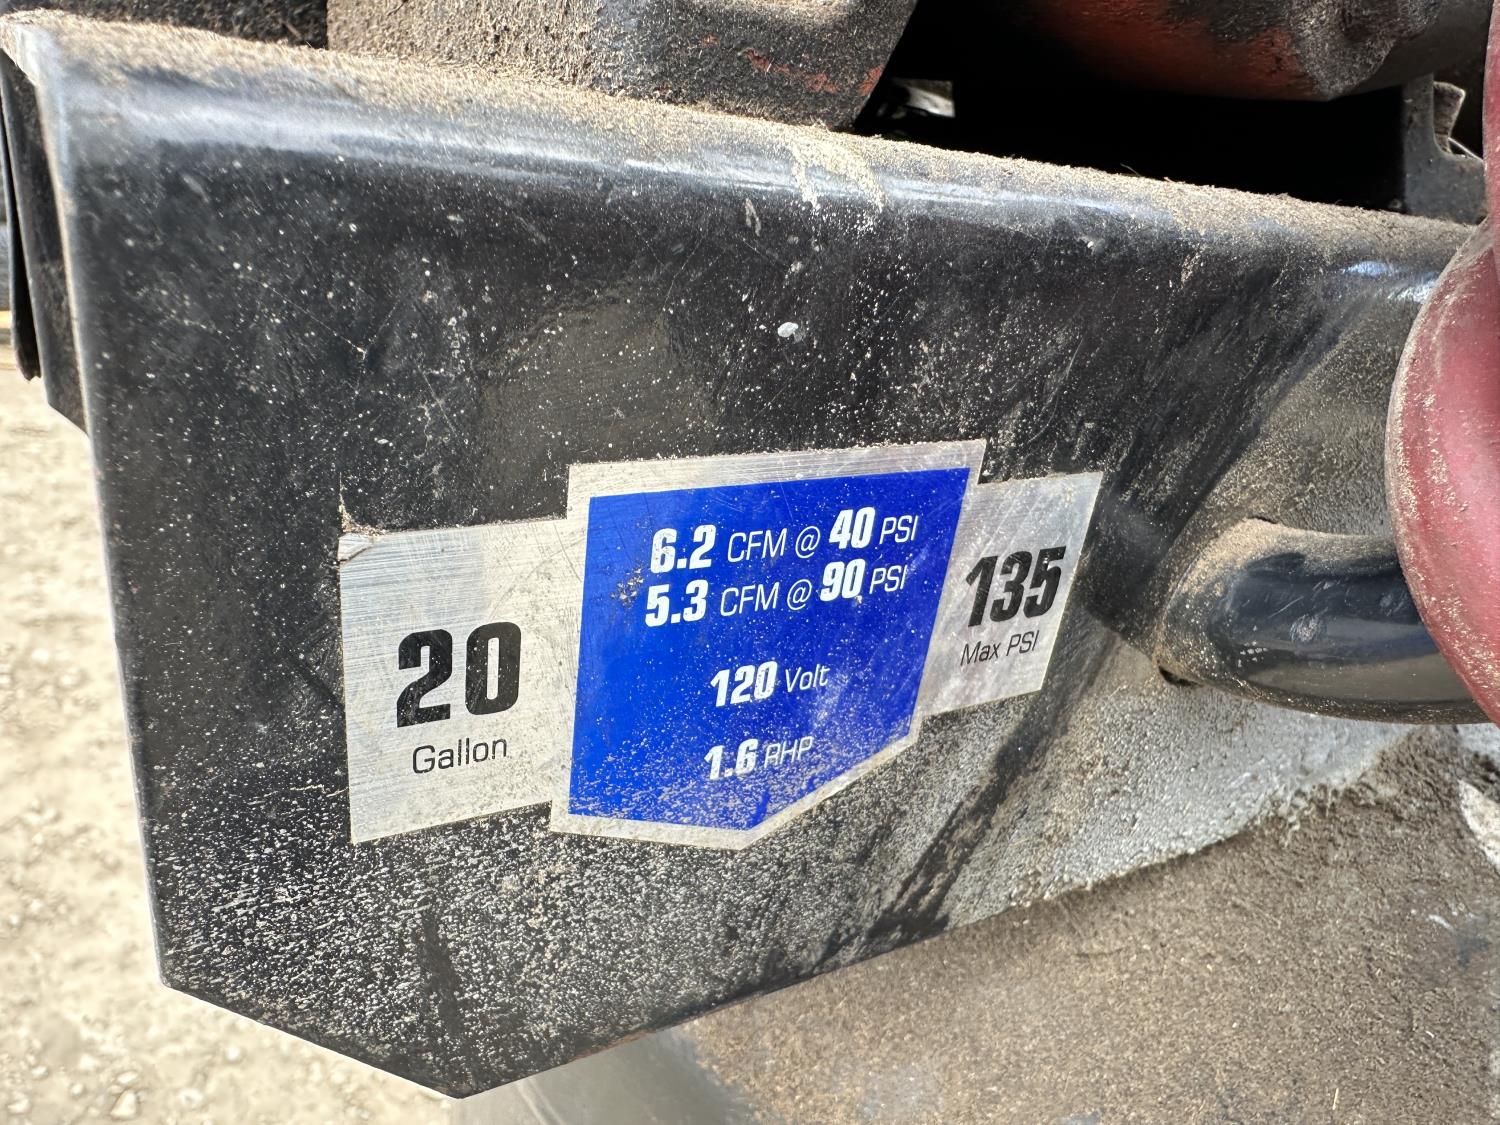 20
Gallon
6.2 CFM @ 40 PSI
5.3 CFM @ 90 PSI
120 Volt
1.6 RHP
135
Max PSI